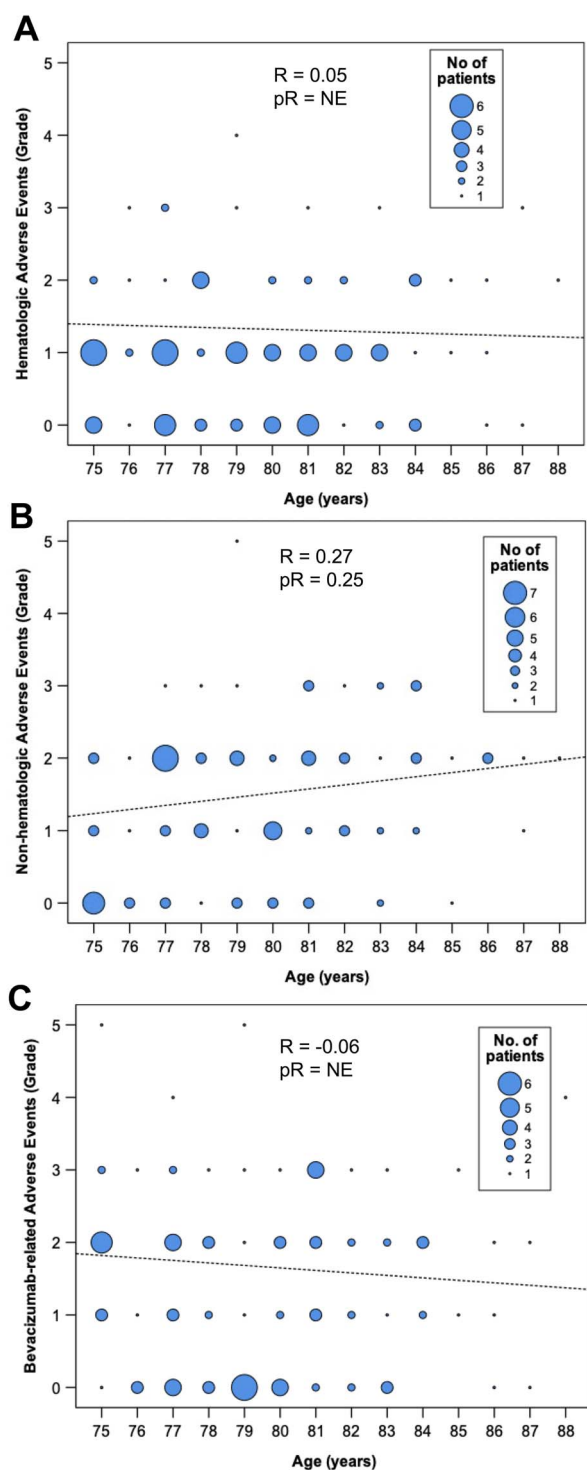 A
Hematologic Adverse Events (Grade)
5
4
3
2
1
0
R = 0.05
pR = NE
No of
patients
6
5
4
3
2
1
75 76 77 78 79 80 81 82 83 84 85 86 87 88
Age (years)
B
Non-hematologic Adverse Events (Grade)
5
4
3
2
1
0
R = 0.27
pR = 0.25
No of
patients
7
6
5
4
3
2
1
75 76 77 78 79 80 81 82 83 84 85 86 87 88
Age (years)
C
Bevacizumab-related Adverse Events (Grade)
5
4
3
2
1
0
R = -0.06
pR = NE
No. of
patients
6
5
4
3
2
1
75 76 77 78 79 80 81 82 83 84 85 86 87 88
Age (years)